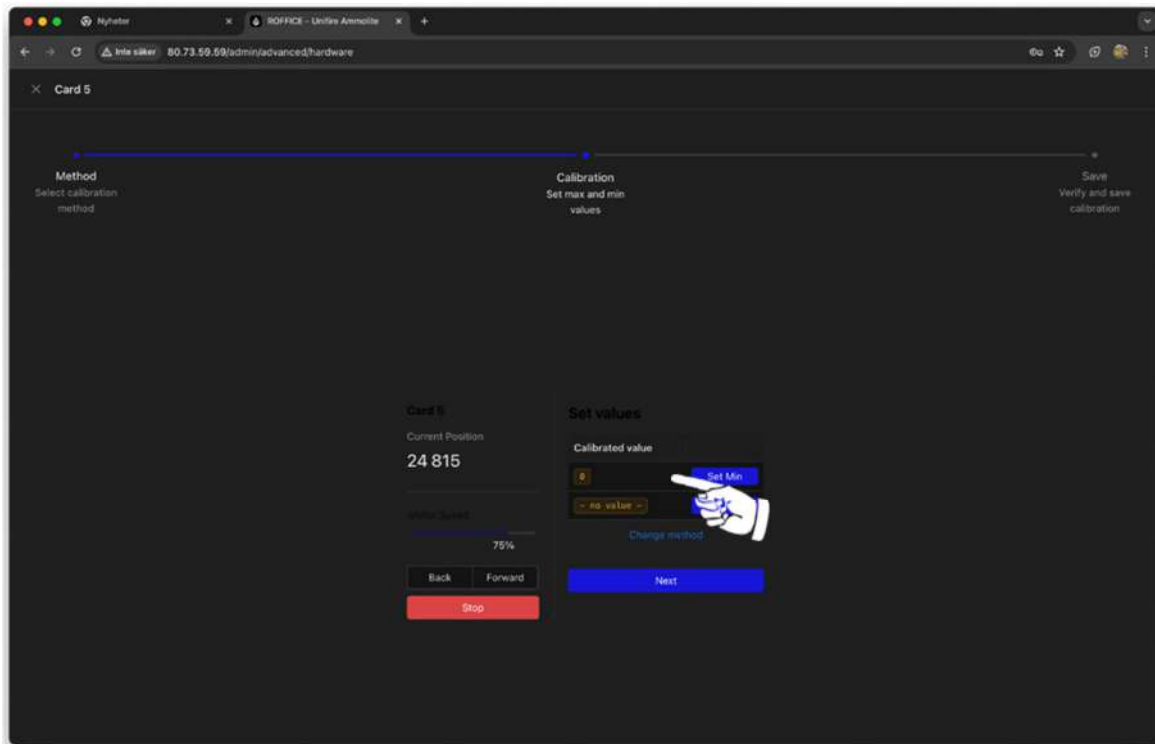 Nyheter
ROFFICE - Unifire Ammolite
Inte säker 80.73.59.59/admin/advanced/hardware
Card 5
Method
Select calibration
method
Calibration
Set max and min
values
Save
Verify and save
calibration
Card 5
Current Position
24 815
75%
Back Forward
Stop
Set values
Calibrated value
0 Set Min
- no value -
Change method
Next